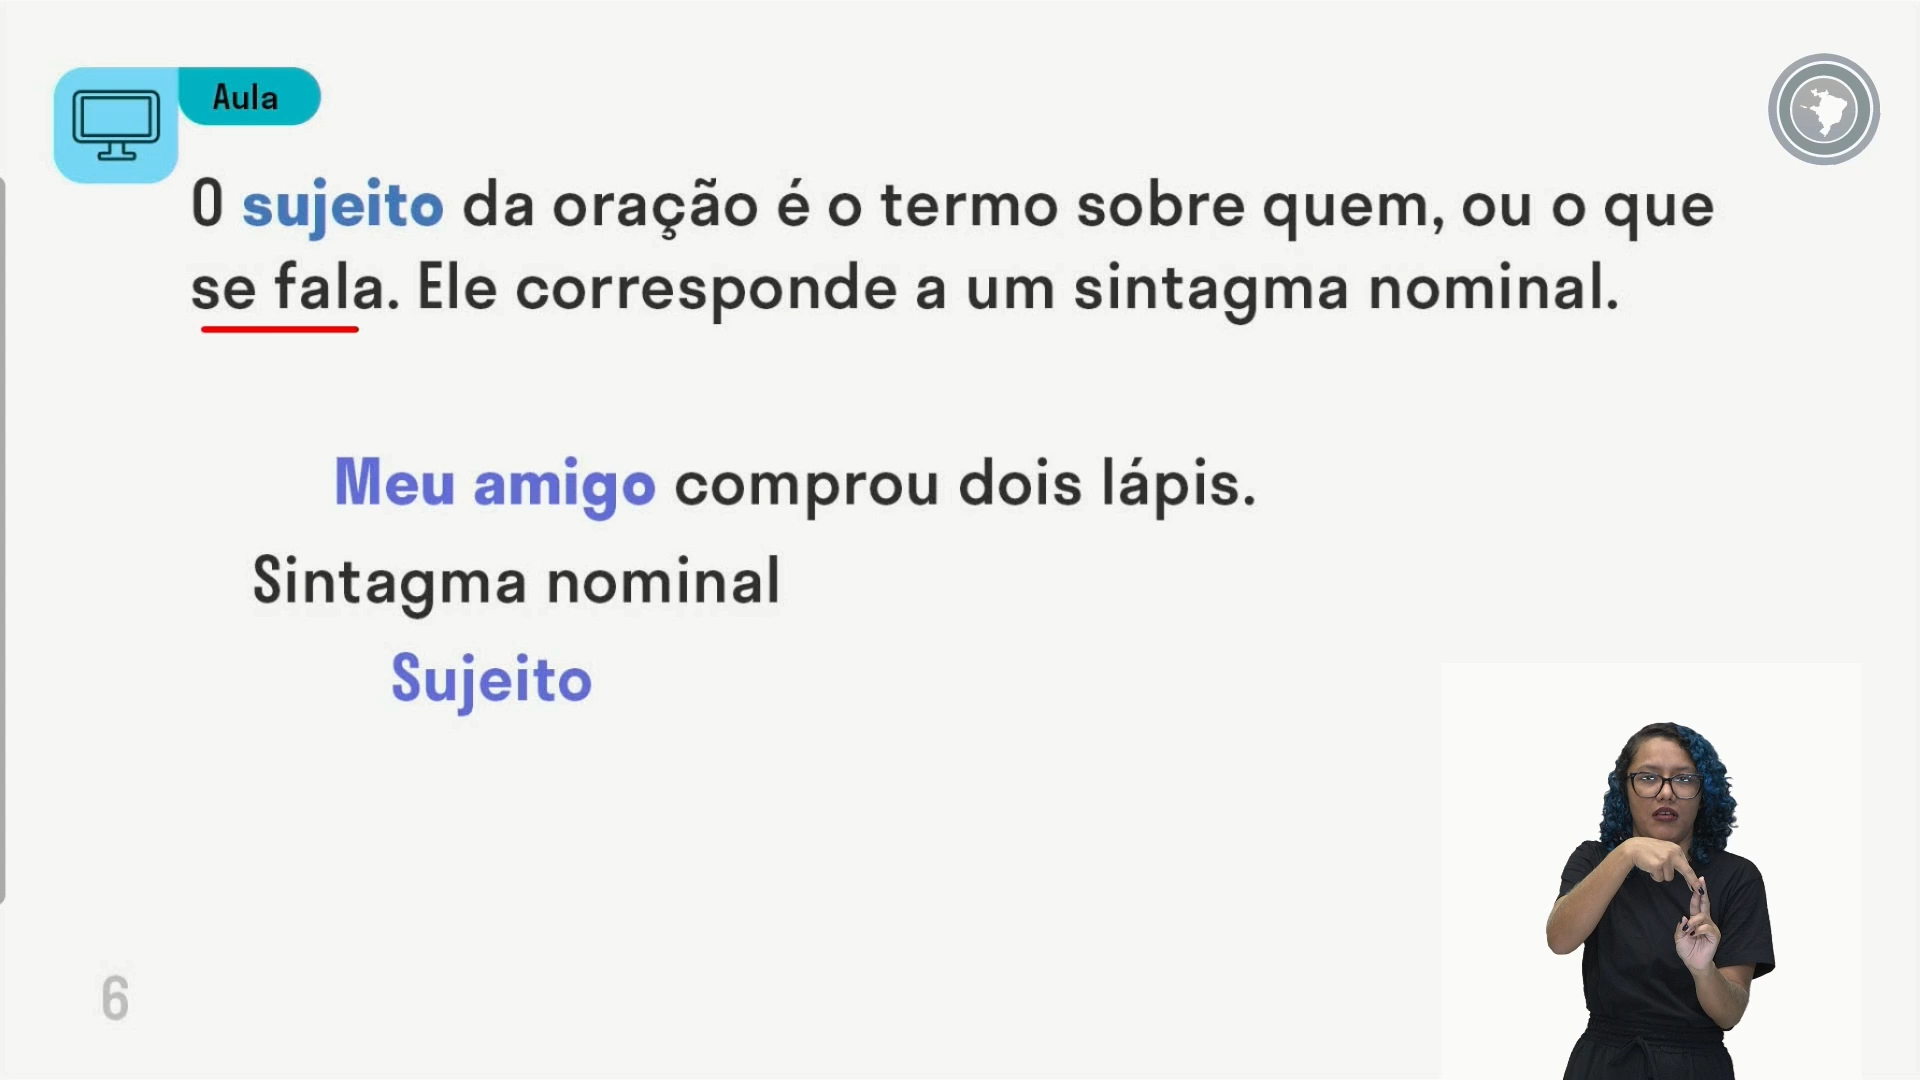 Aula
O sujeito da oração é o termo sobre quem, ou o que
se fala. Ele corresponde a um sintagma nominal.
Meu amigo comprou dois lápis.
Sintagma nominal
Sujeito
6